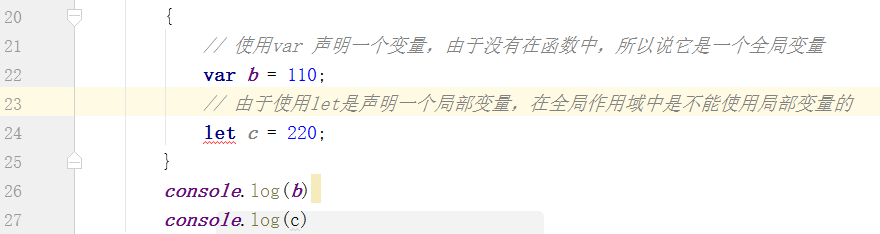 20 {
21 // 使用var 声明一个变量，由于没有在函数中，所以说它是一个全局变量
22 var b = 110;
23 // 由于使用let是声明一个局部变量，在全局作用域中是不能使用局部变量的
24 let c = 220;
25 }
26 console.log(b)
27 console.log(c)